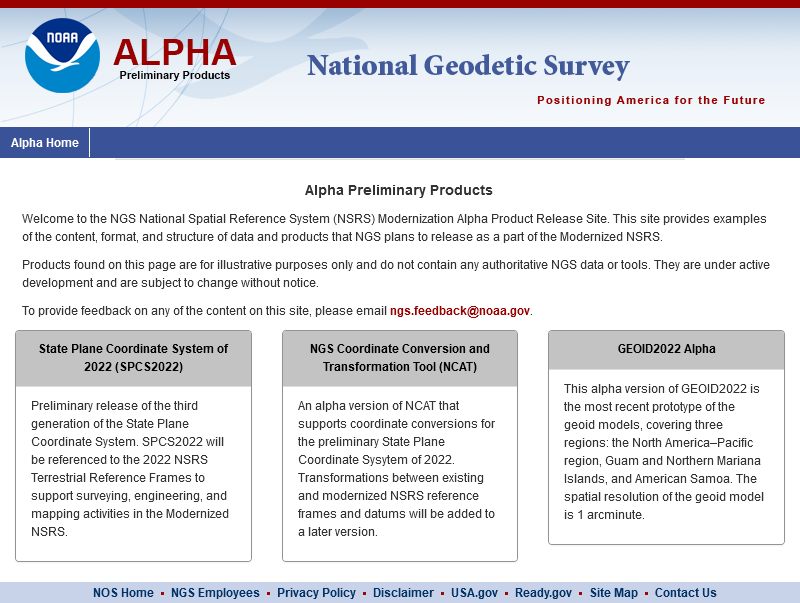 NOAA
ALPHA
Preliminary Products
National Geodetic Survey
Positioning America for the Future
Alpha Home
Alpha Preliminary Products
Welcome to the NGS National Spatial Reference System (NSRS) Modernization Alpha Product Release Site. This site provides examples
of the content, format, and structure of data and products that NGS plans to release as a part of the Modernized NSRS.
Products found on this page are for illustrative purposes only and do not contain any authoritative NGS data or tools. They are under active
development and are subject to change without notice.
To provide feedback on any of the content on this site, please email ngs.feedback@noaa.gov.
State Plane Coordinate System of
2022 (SPCS2022)
Preliminary release of the third
generation of the State Plane
Coordinate System. SPCS2022 will
be referenced to the 2022 NSRS
Terrestrial Reference Frames to
support surveying, engineering, and
mapping activities in the Modernized
NSRS.
NGS Coordinate Conversion and
Transformation Tool (NCAT)
An alpha version of NCAT that
supports coordinate conversions for
the preliminary State Plane
Coordinate Sysytem of 2022.
Transformations between existing
and modernized NSRS reference
frames and datums will be added to
a later version.
GEOID2022 Alpha
This alpha version of GEOID2022 is
the most recent prototype of the
geoid models, covering three
regions: the North America–Pacific
region, Guam and Northern Mariana
Islands, and American Samoa. The
spatial resolution of the geoid model
is 1 arcminute.
NOS Home ▪ NGS Employees ▪ Privacy Policy ▪ Disclaimer ▪ USA.gov ▪ Ready.gov ▪ Site Map ▪ Contact Us